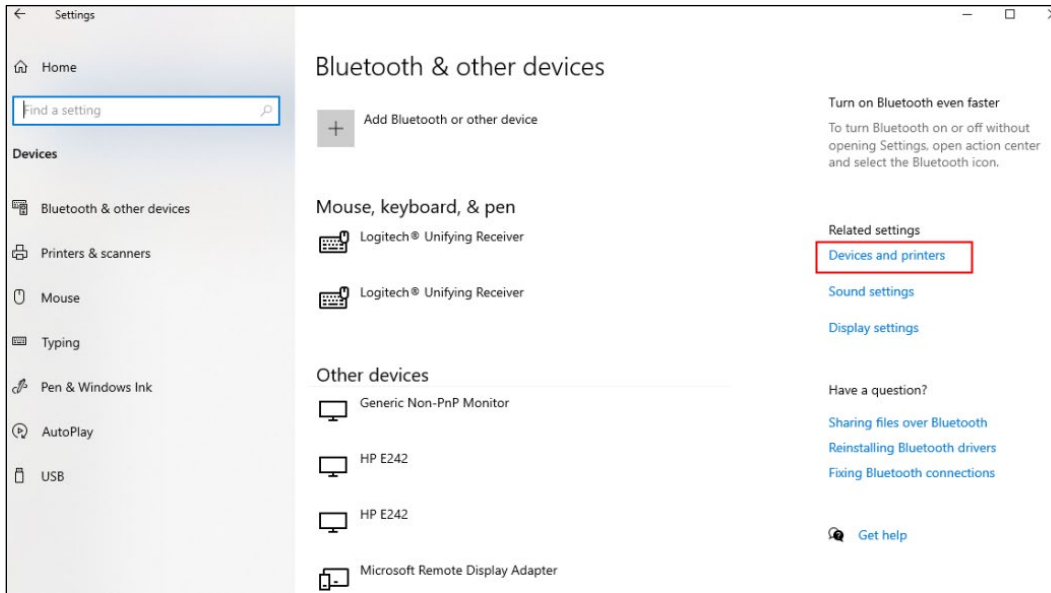 Settings
Home
Find a setting
Devices
Bluetooth & other devices
Printers & scanners
Mouse
Typing
Pen & Windows Ink
AutoPlay
USB
Bluetooth & other devices
Add Bluetooth or other device
Mouse, keyboard, & pen
Logitech® Unifying Receiver
Logitech® Unifying Receiver
Other devices
Generic Non-PnP Monitor
HP E242
HP E242
Microsoft Remote Display Adapter
Turn on Bluetooth even faster
To turn Bluetooth on or off without
opening Settings, open action center
and select the Bluetooth icon.
Related settings
Devices and printers
Sound settings
Display settings
Have a question?
Sharing files over Bluetooth
Reinstalling Bluetooth drivers
Fixing Bluetooth connections
Get help